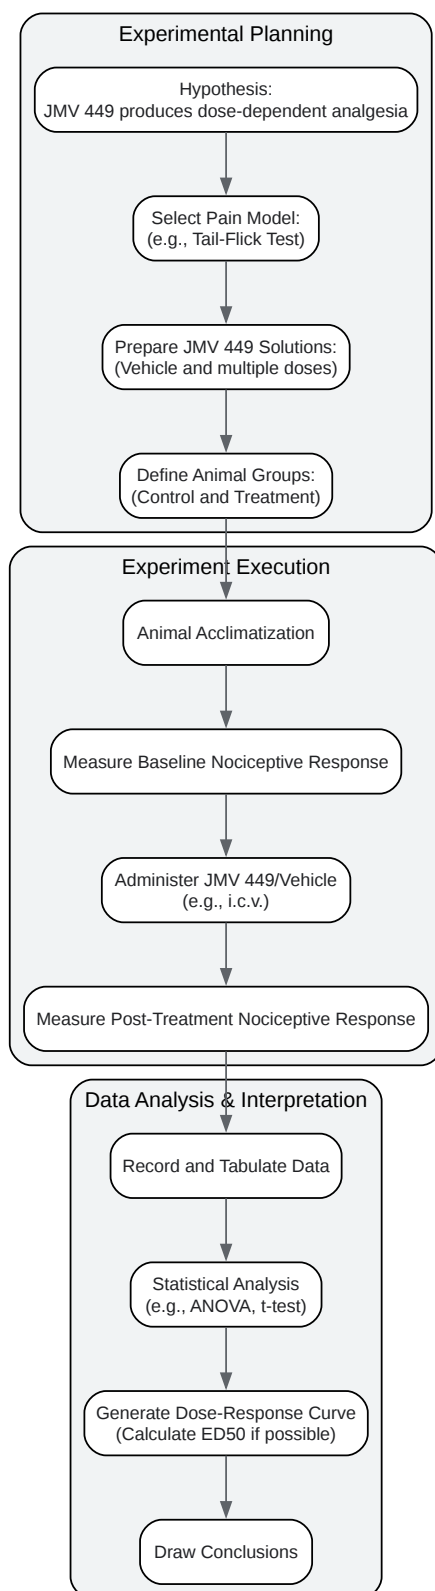 Experimental Planning
Hypothesis:
JMV 449 produces dose-dependent analgesia
Select Pain Model:
(e.g., Tail-Flick Test)
Prepare JMV 449 Solutions:
(Vehicle and multiple doses)
Define Animal Groups:
(Control and Treatment)
Experiment Execution
Animal Acclimatization
Measure Baseline Nociceptive Response
Administer JMV 449/Vehicle
(e.g., i.c.v.)
Measure Post-Treatment Nociceptive Response
Data Analysis & Interpretation
Record and Tabulate Data
Statistical Analysis
(e.g., ANOVA, t-test)
Generate Dose-Response Curve
(Calculate ED50 if possible)
Draw Conclusions